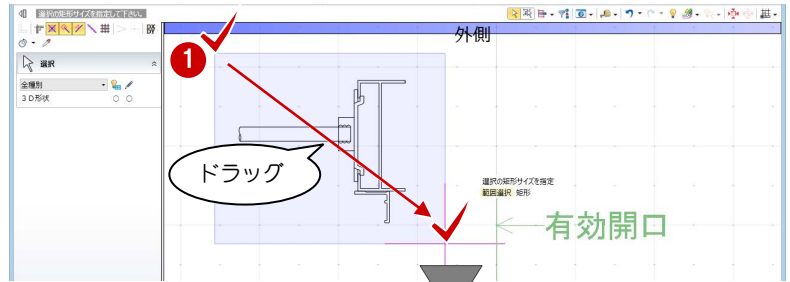 選択の矩形サイズを指定して下さい。
選択
全種別
3D形状
外側
1
ドラッグ
選択の矩形サイズを指定
範囲選択 矩形
有効開口